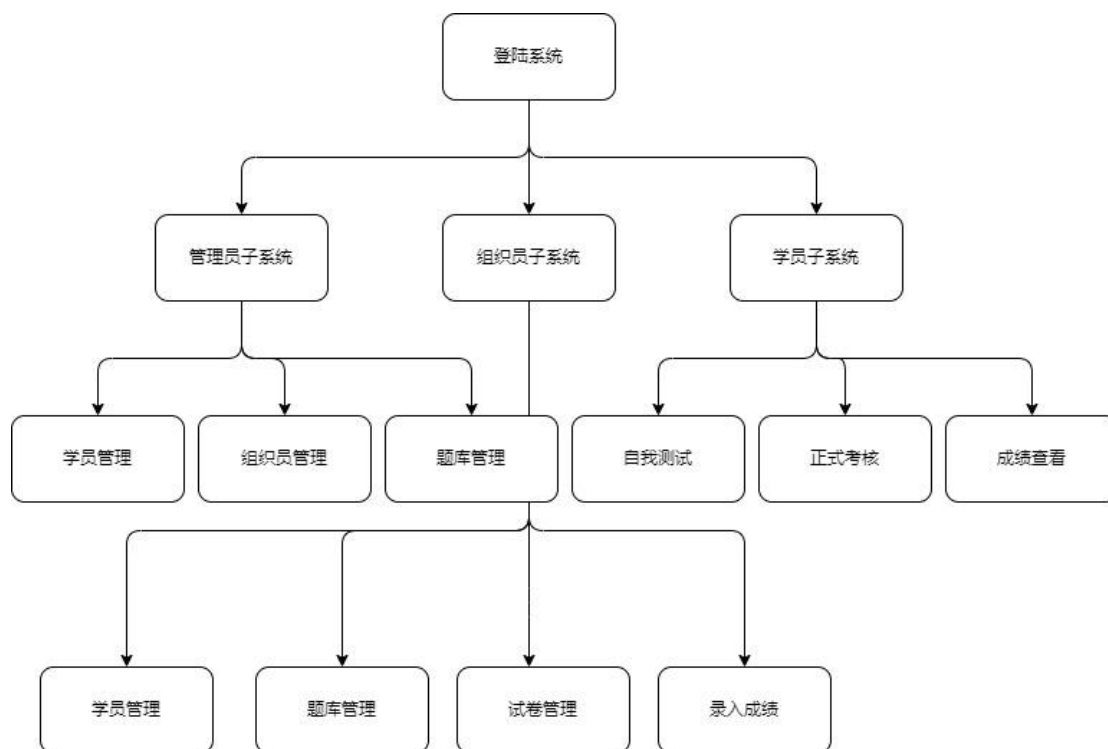 登陆系统
管理员子系统
组织员子系统
学员子系统
学员管理
组织员管理
题库管理
自我测试
正式考核
成绩查看
学员管理
题库管理
试卷管理
录入成绩